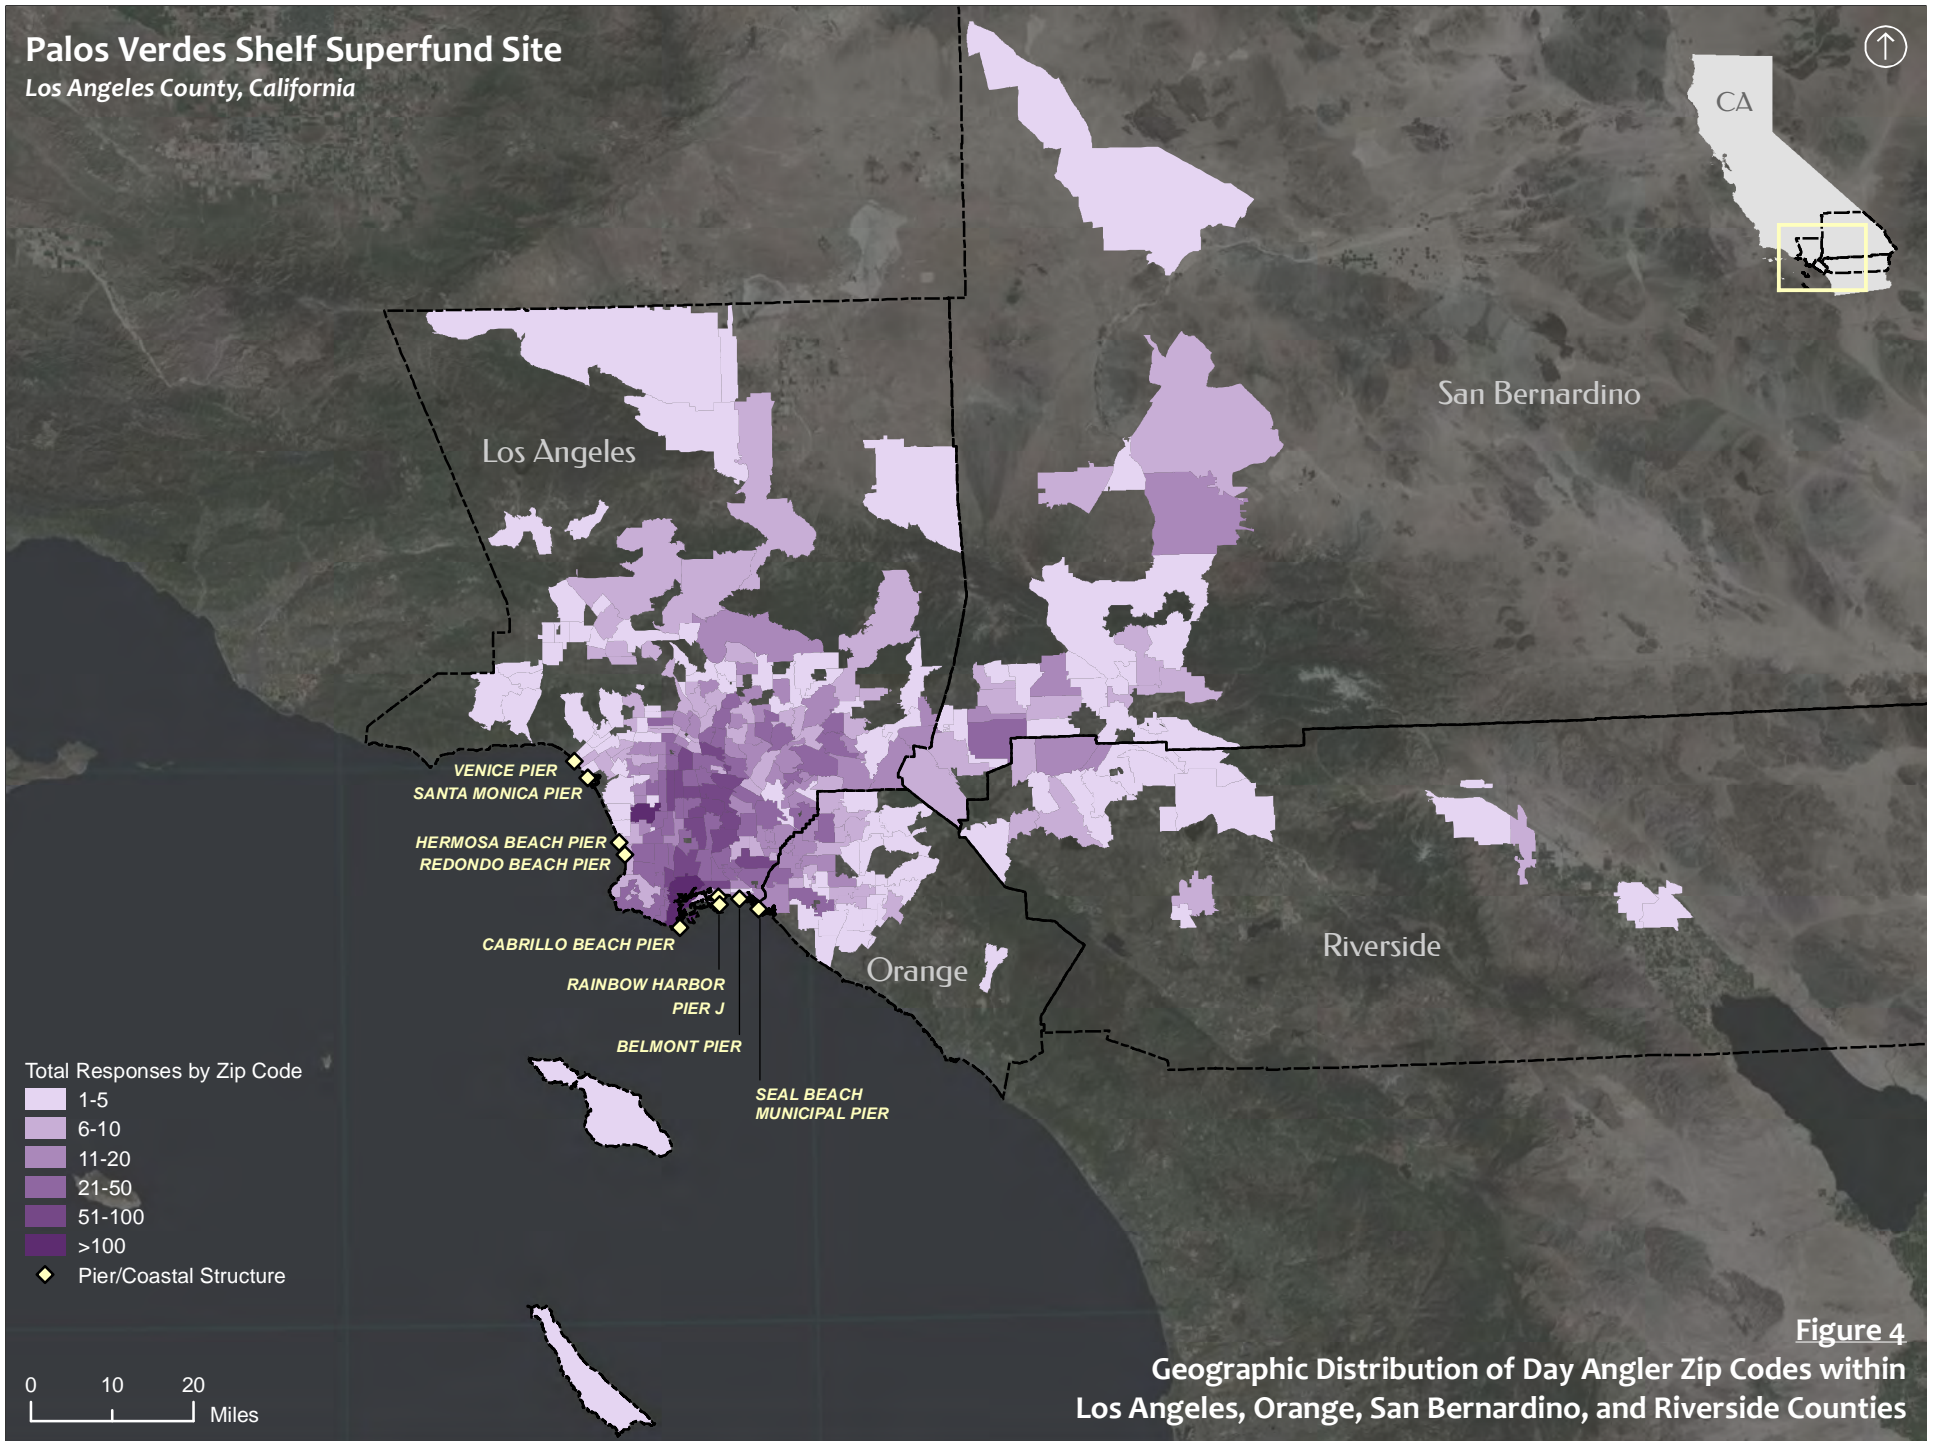 Palos Verdes Shelf Superfund Site
Los Angeles County, California
CA
San Bernardino
Los Angeles
VENICE PIER
SANTA MONICA PIER
HERMOSA BEACH PIER
REDONDO BEACH PIER
CABRILLO BEACH PIER
Orange
Riverside
RAINBOW HARBOR
PIER J
BELMONT PIER
SEAL BEACH
MUNICIPAL PIER
Total Responses by Zip Code
1-5
6-10
11-20
21-50
51-100
>100
Pier/Coastal Structure
0 10 20
Miles
Figure 4
Geographic Distribution of Day Angler Zip Codes within
Los Angeles, Orange, San Bernardino, and Riverside Counties